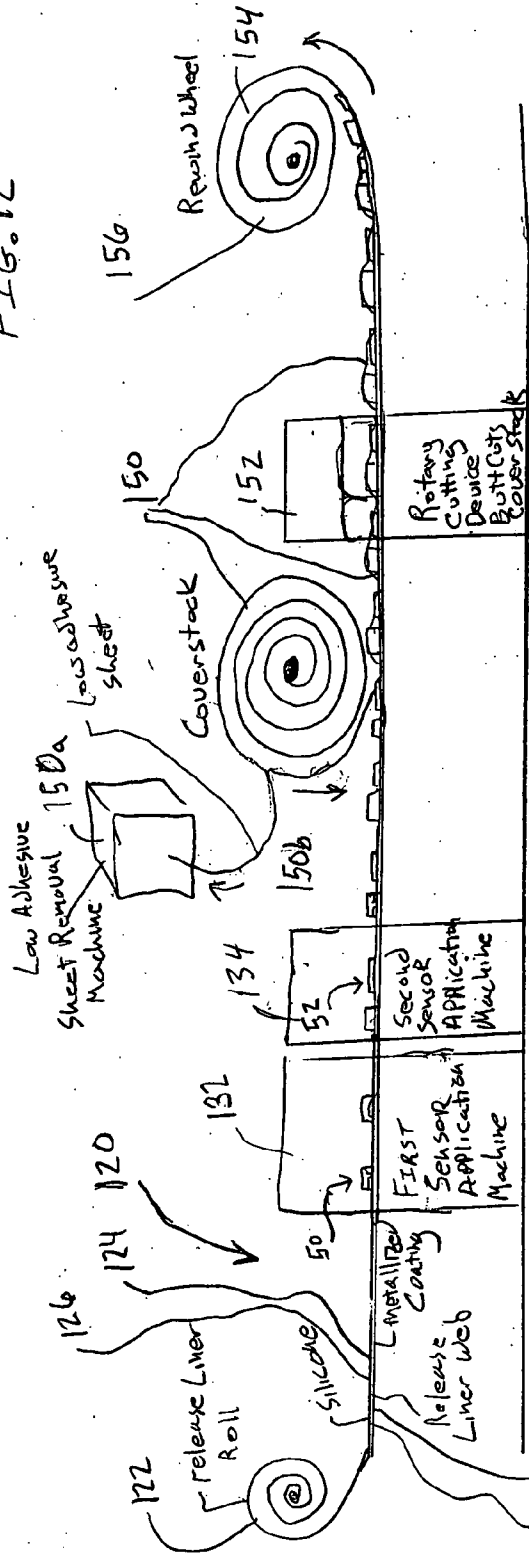 FIG. 12
122
release Liner
Roll
126
124
120
Silicone
Release
Liner Web
Metallized
Coating
50
132
FIRST
Sensor
Application
Machine
134
52
Second
Sensor
Application
Machine
Low Adhesive
Sheet Removal
Machine
150a
Low adhesive
sheet
150b
Coverstock
150
152
Rotary
Cutting
Device
Butt Cuts
Cover Stock
156
Rewind Wheel
154